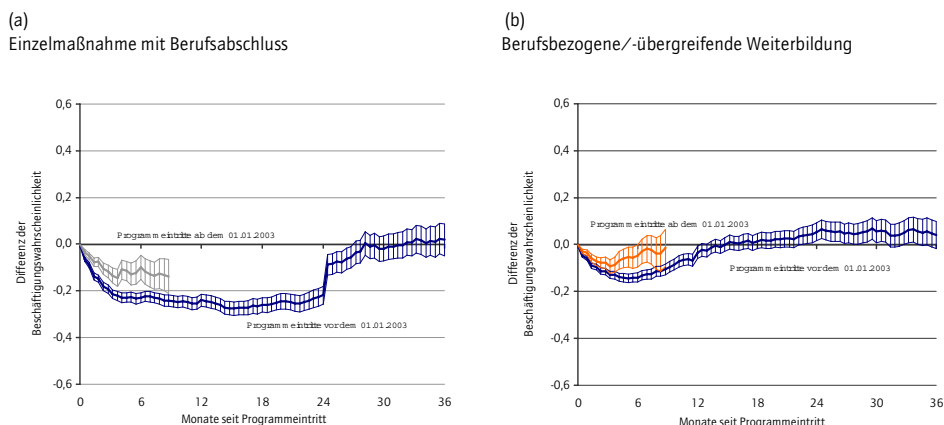 (a)
Einzelmaßnahme mit Berufsabschluss
0,6
0,4
0,2
0,0
-0,2
-0,4
-0,6
Differenz der
Beschäftigungswahrscheinlichkeit
Programmeintritte ab dem 01.01.2003
Programmeintritte vor dem 01.01.2003
0 6 12 18 24 30 36
Monate seit Programmeintritt
(b)
Berufsbezogene/-übergreifende Weiterbildung
0,6
0,4
0,2
0,0
-0,2
-0,4
-0,6
Differenz der
Beschäftigungswahrscheinlichkeit
Programmeintritte ab dem 01.01.2003
Programmeintritte vor dem 01.01.2003
0 6 12 18 24 30 36
Monate seit Programmeintritt